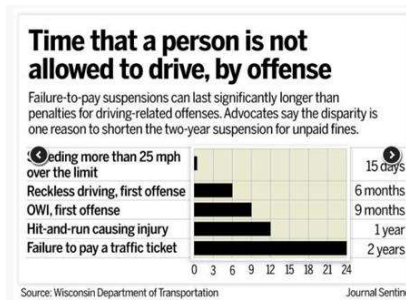 Time that a person is not
allowed to drive, by offense
Failure-to-pay suspensions can last significantly longer than
penalties for driving-related offenses. Advocates say the disparity is
one reason to shorten the two-year suspension for unpaid fines.
more than 25 mph
over the limit
15 days
Reckless driving, first offense
6 months
OWI, first offense
9 months
Hit-and-run causing injury
1 year
Failure to pay a traffic ticket
2 years
0 3 6 9 12 15 18 21 24
Source: Wisconsin Department of Transportation
Journal